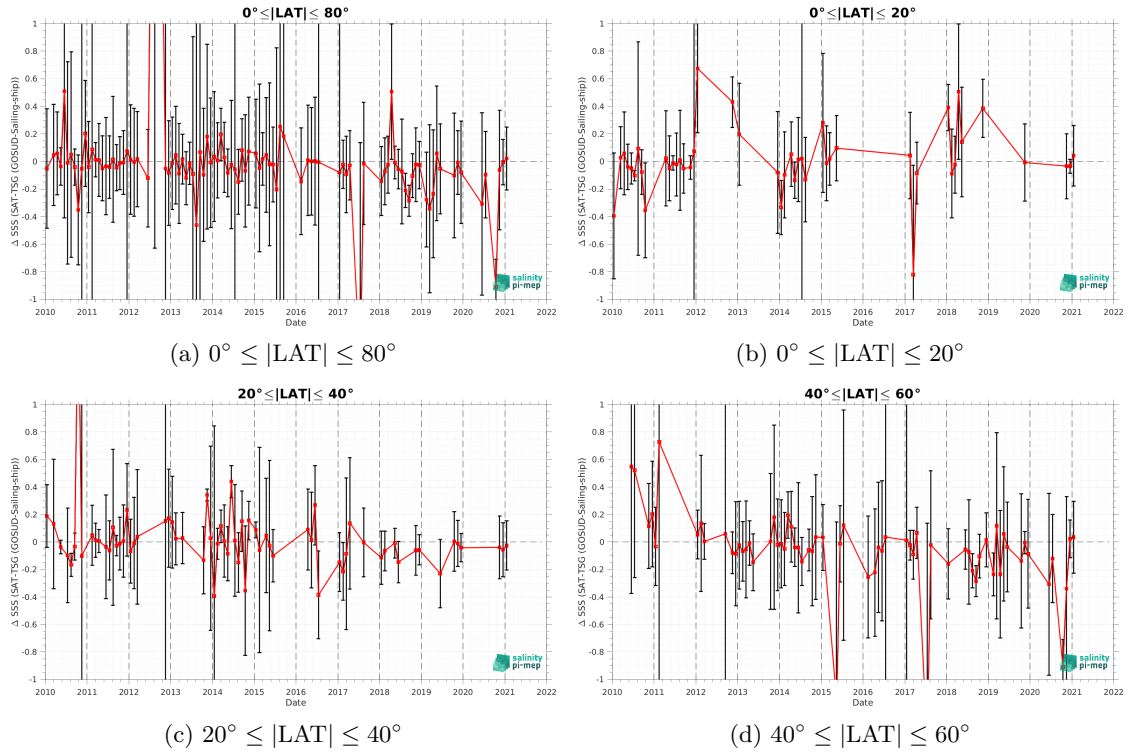 0°≤|LAT|≤ 80°
Δ SSS (SAT-TSG (GOSUD-Sailing-ship))
1
0.8
0.6
0.4
0.2
0
-0.2
-0.4
-0.6
-0.8
-1
2010 2011 2012 2013 2014 2015 2016 2017 2018 2019 2020 2021 2022
Date
salinity
pi-mep
(a) 0° ≤ |LAT| ≤ 80°
0°≤|LAT|≤ 20°
Δ SSS (SAT-TSG (GOSUD-Sailing-ship))
1
0.8
0.6
0.4
0.2
0
-0.2
-0.4
-0.6
-0.8
-1
2010 2011 2012 2013 2014 2015 2016 2017 2018 2019 2020 2021 2022
Date
salinity
pi-mep
(b) 0° ≤ |LAT| ≤ 20°
20°≤|LAT|≤ 40°
Δ SSS (SAT-TSG (GOSUD-Sailing-ship))
1
0.8
0.6
0.4
0.2
0
-0.2
-0.4
-0.6
-0.8
-1
2010 2011 2012 2013 2014 2015 2016 2017 2018 2019 2020 2021 2022
Date
salinity
pi-mep
(c) 20° ≤ |LAT| ≤ 40°
40°≤|LAT|≤ 60°
Δ SSS (SAT-TSG (GOSUD-Sailing-ship))
1
0.8
0.6
0.4
0.2
0
-0.2
-0.4
-0.6
-0.8
-1
2010 2011 2012 2013 2014 2015 2016 2017 2018 2019 2020 2021 2022
Date
salinity
pi-mep
(d) 40° ≤ |LAT| ≤ 60°